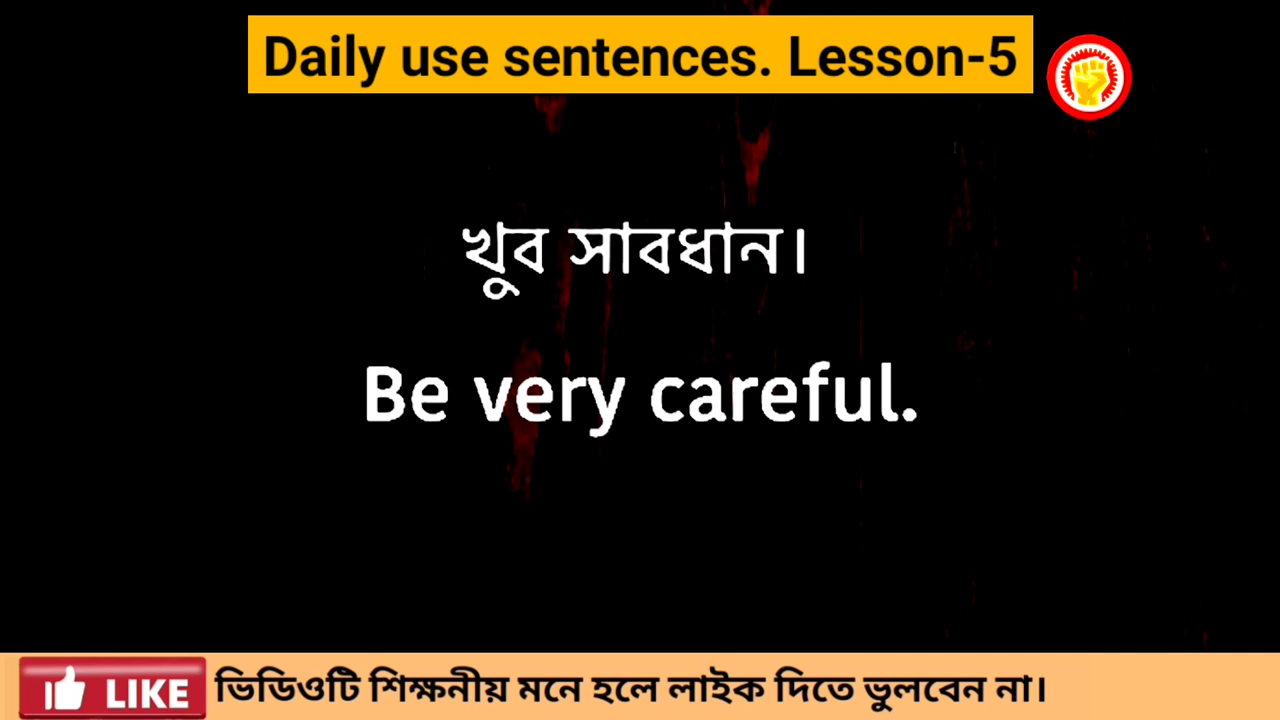 Daily use sentences. Lesson-5
খুব সাবধান।
Be very careful.
LIKE ভিডিওটি শিক্ষনীয় মনে হলে লাইক দিতে ভুলবেন না।